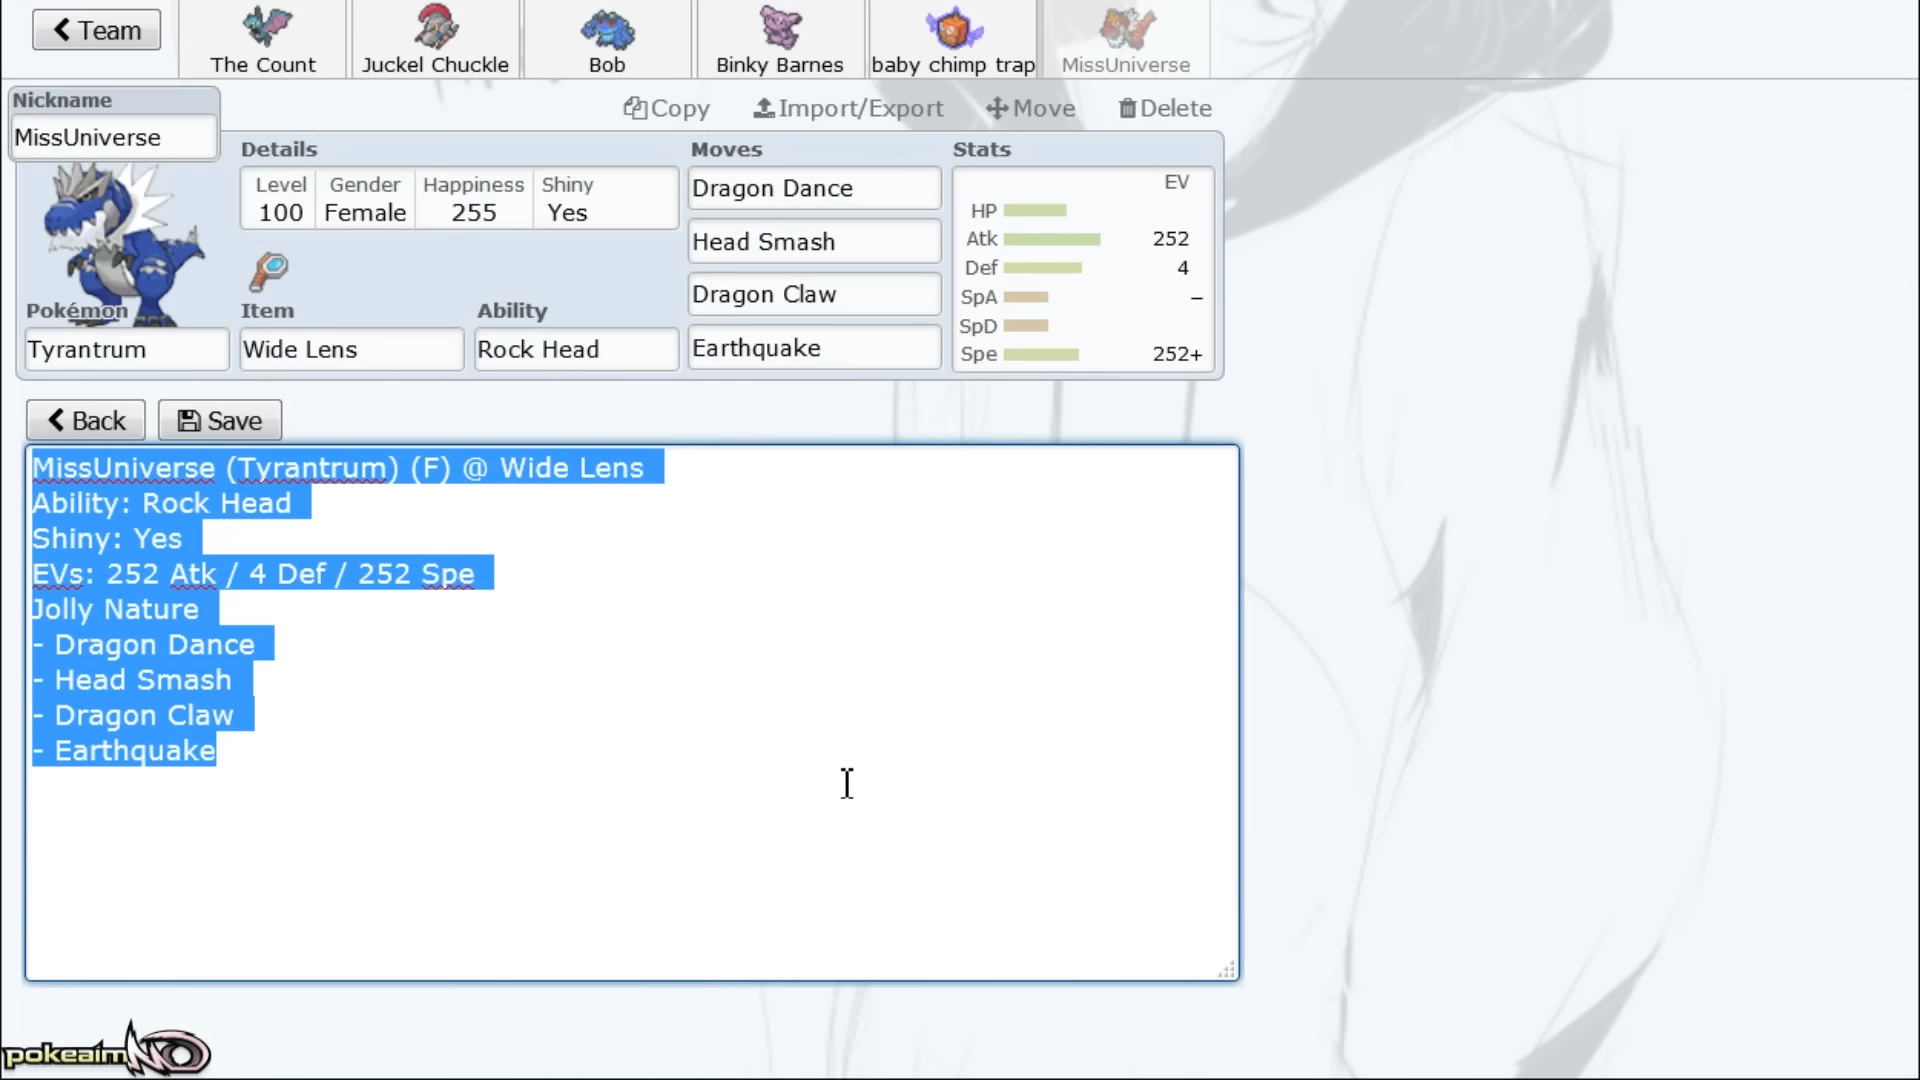 Team
The Count
Juckel Chuckle
Bob
Binky Barnes
baby chimp trap
MissUniverse
Nickname
MissUniverse
Copy
Import/Export
Move
Delete
Details
Moves
Stats
Level
Gender
Happiness
Shiny
100
Female
255
Yes
Dragon Dance
Head Smash
Dragon Claw
Earthquake
EV
HP
Atk 252
Def 4
SpA –
SpD
Spe 252+
Pokémon
Item
Ability
Tyrantrum
Wide Lens
Rock Head
Back
Save
MissUniverse (Tyrantrum) (F) @ Wide Lens
Ability: Rock Head
Shiny: Yes
EVs: 252 Atk / 4 Def / 252 Spe
Jolly Nature
- Dragon Dance
- Head Smash
- Dragon Claw
- Earthquake
pokeaimMD